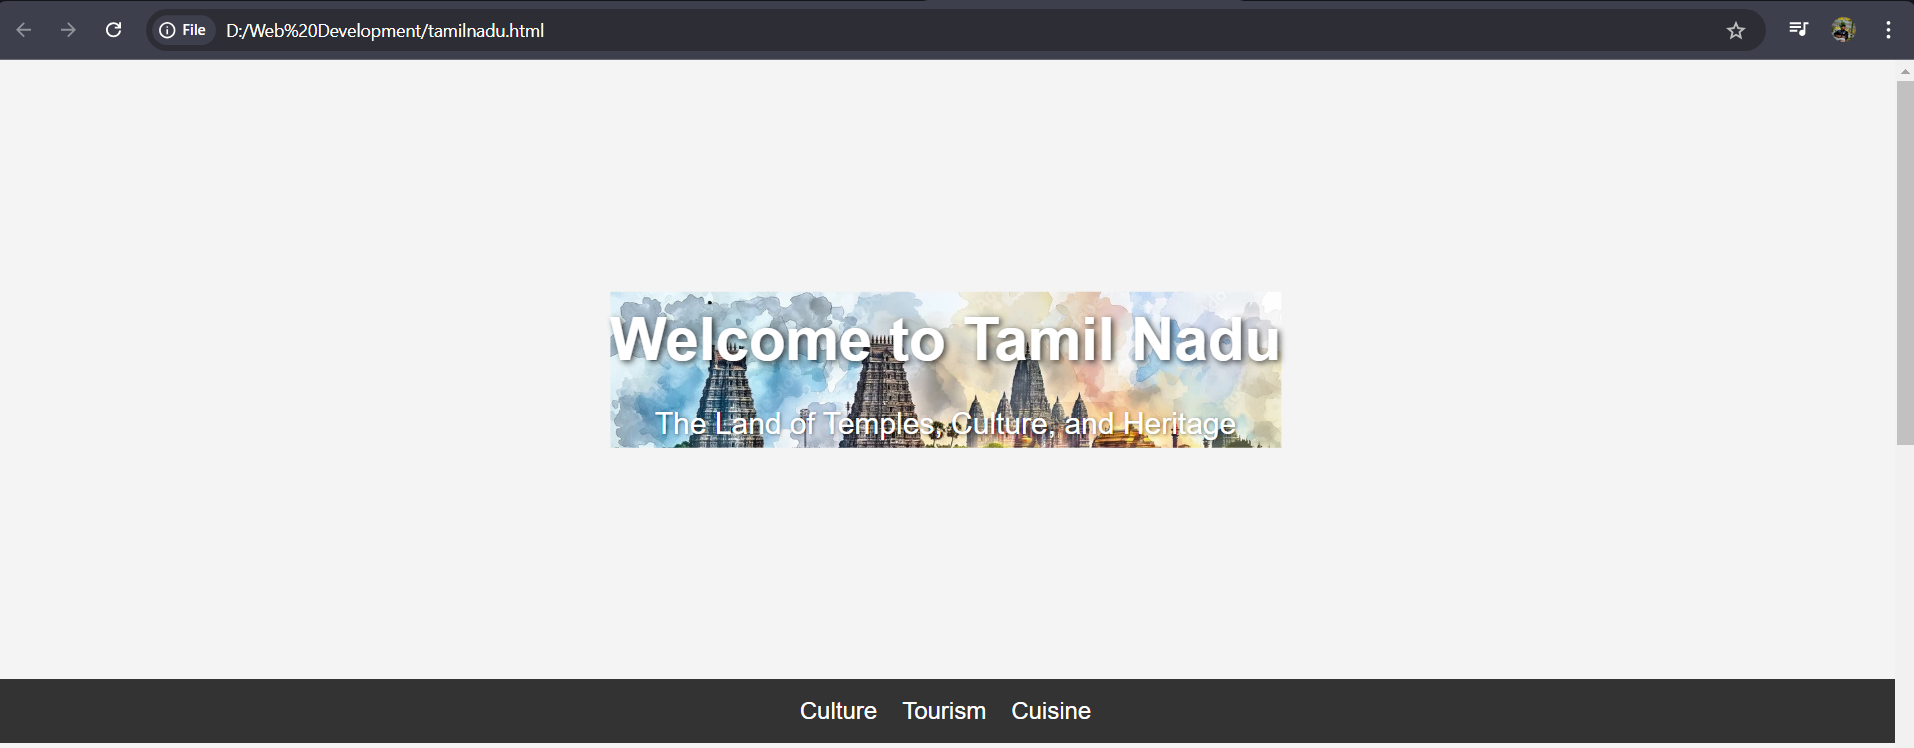 File D:/Web%20Development/tamilnadu.html
Welcome to Tamil Nadu
The Land of Temples, Culture, and Heritage
Culture Tourism Cuisine